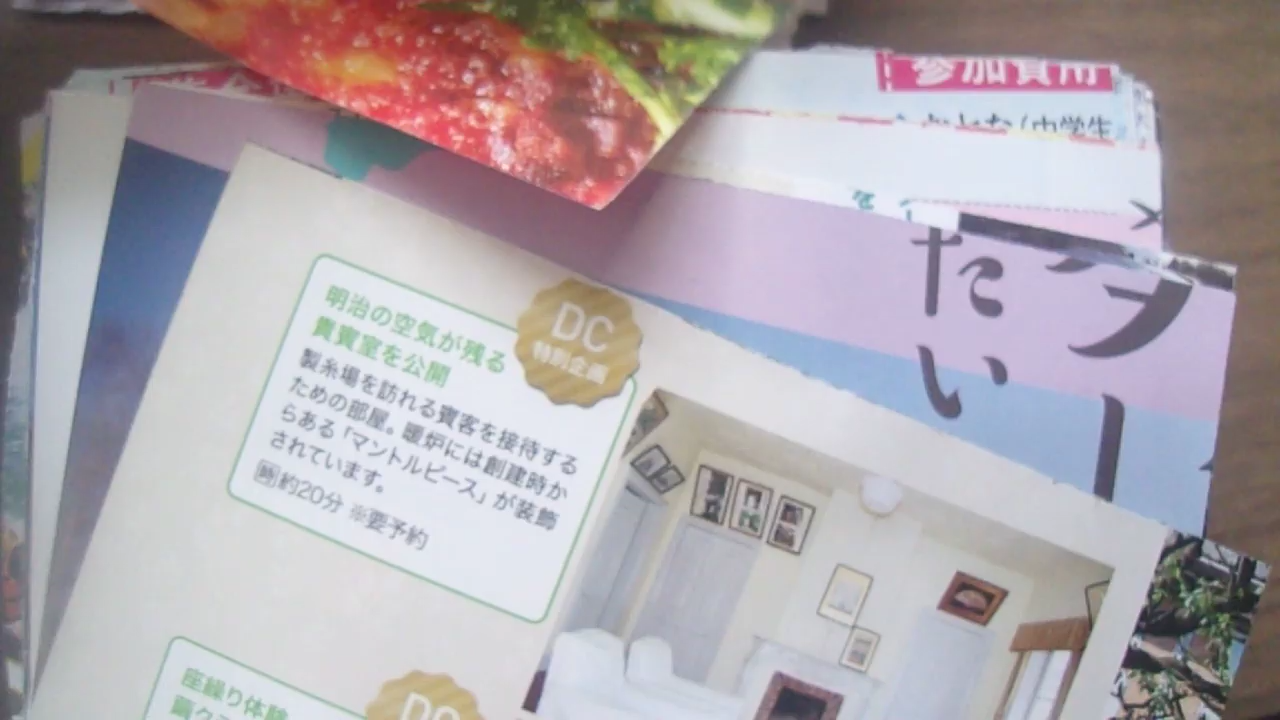 参加費用
たい
明治の空気が残る
貴賓室を公開
DC
特別企画
製糸場を訪れる賓客を接待する
ための部屋。暖炉には創建時か
らある「マントルピース」が装飾
されています。
約20分 ※要予約
座繰り体験
DC